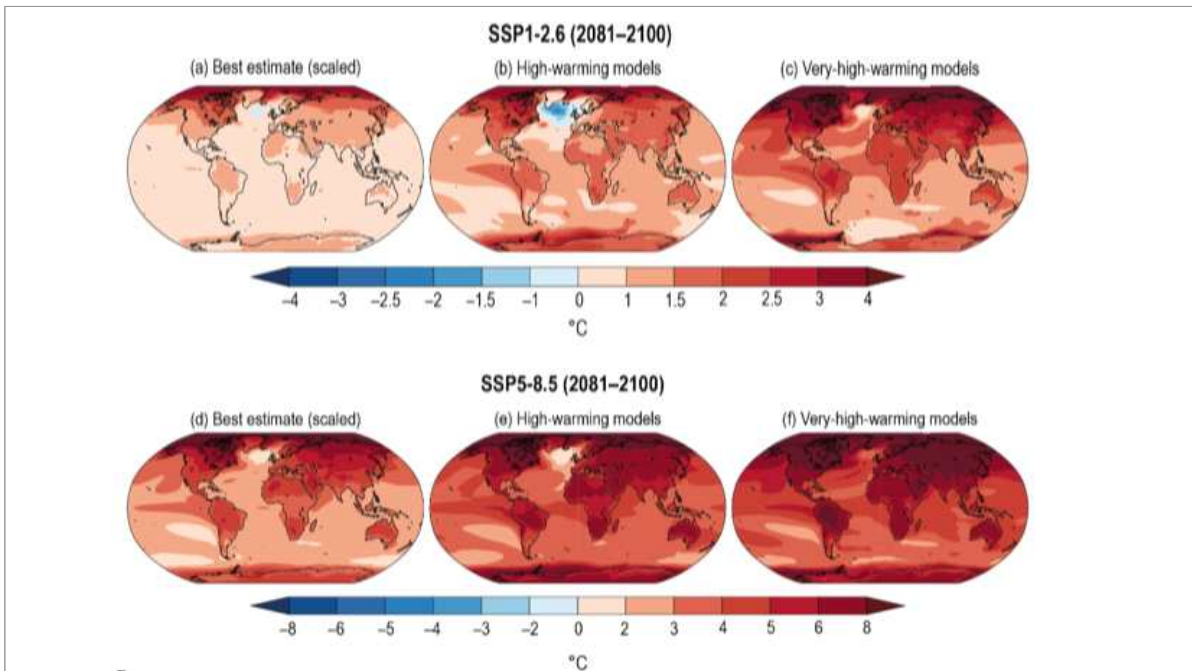 SSP1-2.6 (2081–2100)
(a) Best estimate (scaled)
(b) High-warming models
(c) Very-high-warming models
–4 –3 –2.5 –2 –1.5 –1 0 1 1.5 2 2.5 3 4
°C
SSP5-8.5 (2081–2100)
(d) Best estimate (scaled)
(e) High-warming models
(f) Very-high-warming models
–8 –6 –5 –4 –3 –2 0 2 3 4 5 6 8
°C